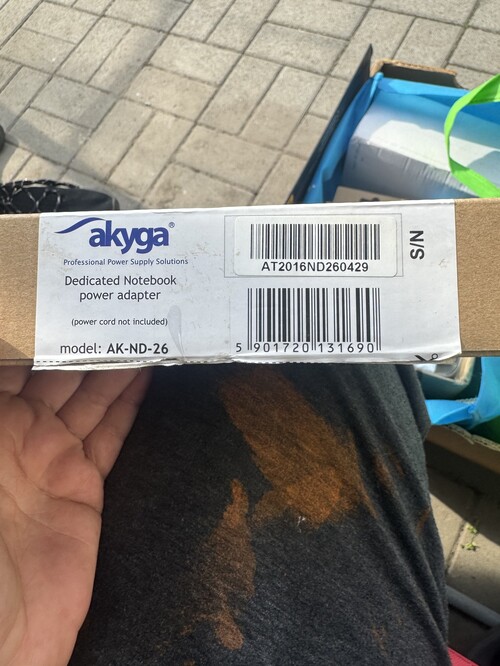 akyga®
Professional Power Supply Solutions
Dedicated Notebook
power adapter
(power cord not included)
model: AK-ND-26
AT2016ND260429
S/N
5 901720 131690